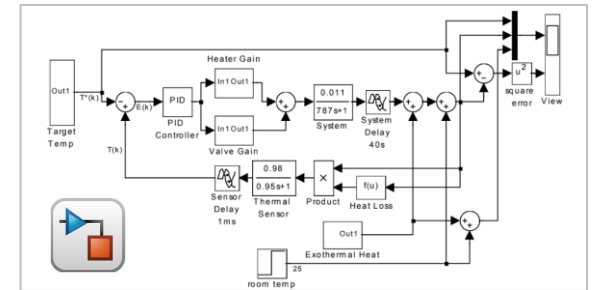 Heater Gain
Out1
T*(k)
E(k)
PID
In1 Out1
0.011
787s+1
u²
Target
Temp
PID
Controller
In1 Out1
System
System
Delay
40s
square
error
View
Valve Gain
T(k)
0.98
0.95s+1
×
f(u)
Sensor
Delay
1ms
Thermal
Sensor
Product
Heat Loss
Out1
Exothermal Heat
25
room temp